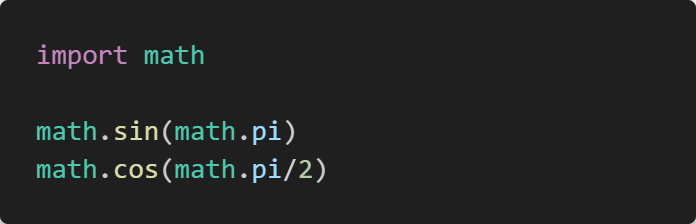 import math
math.sin(math.pi)
math.cos(math.pi/2)